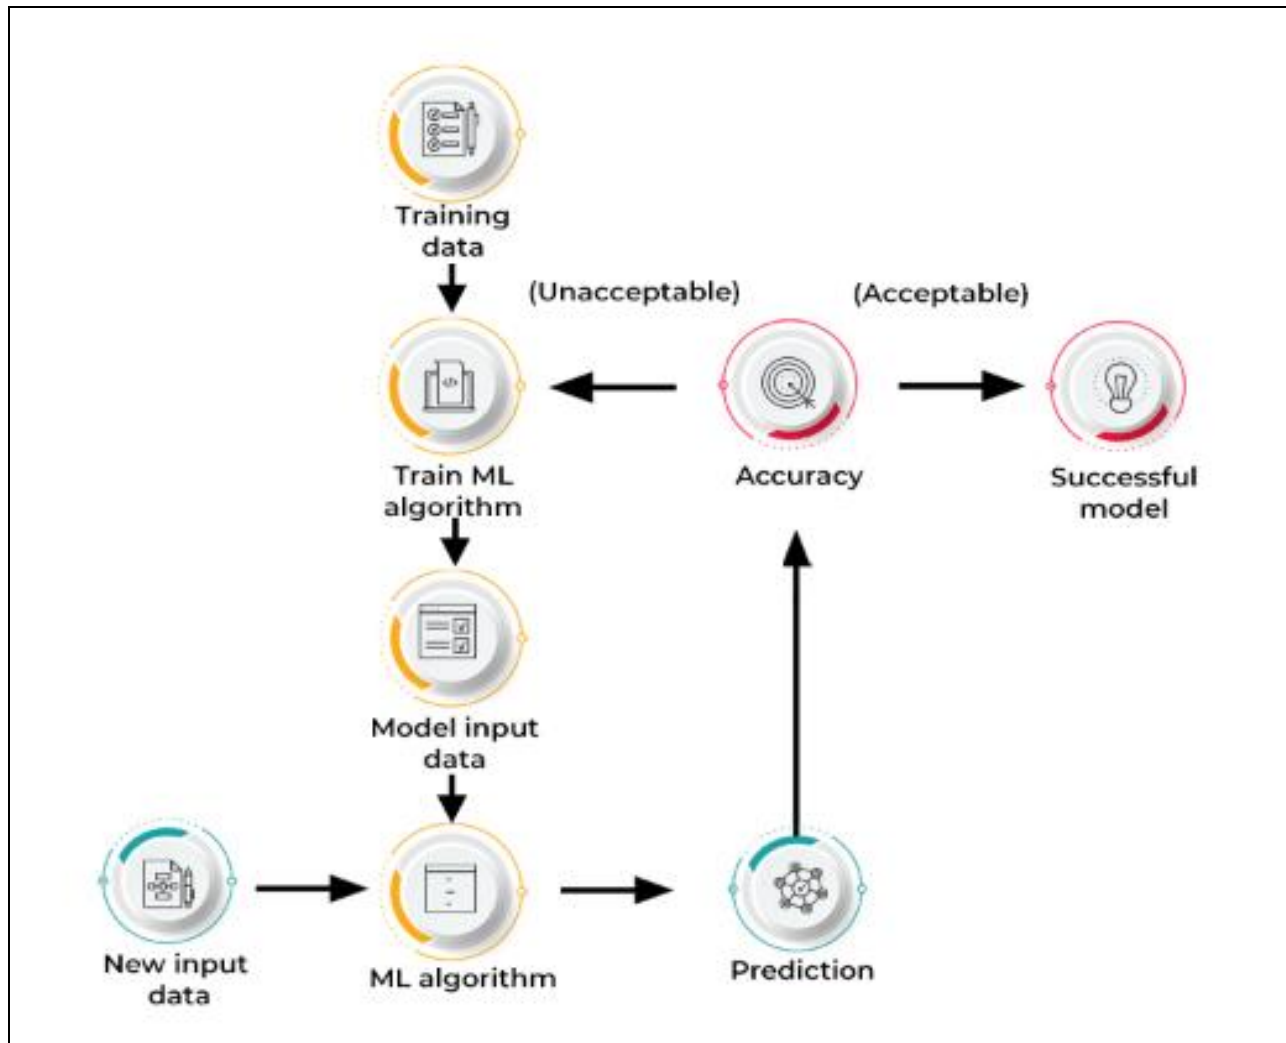 Training
data
(Unacceptable)
(Acceptable)
Train ML
algorithm
Accuracy
Successful
model
Model input
data
New input
data
ML algorithm
Prediction